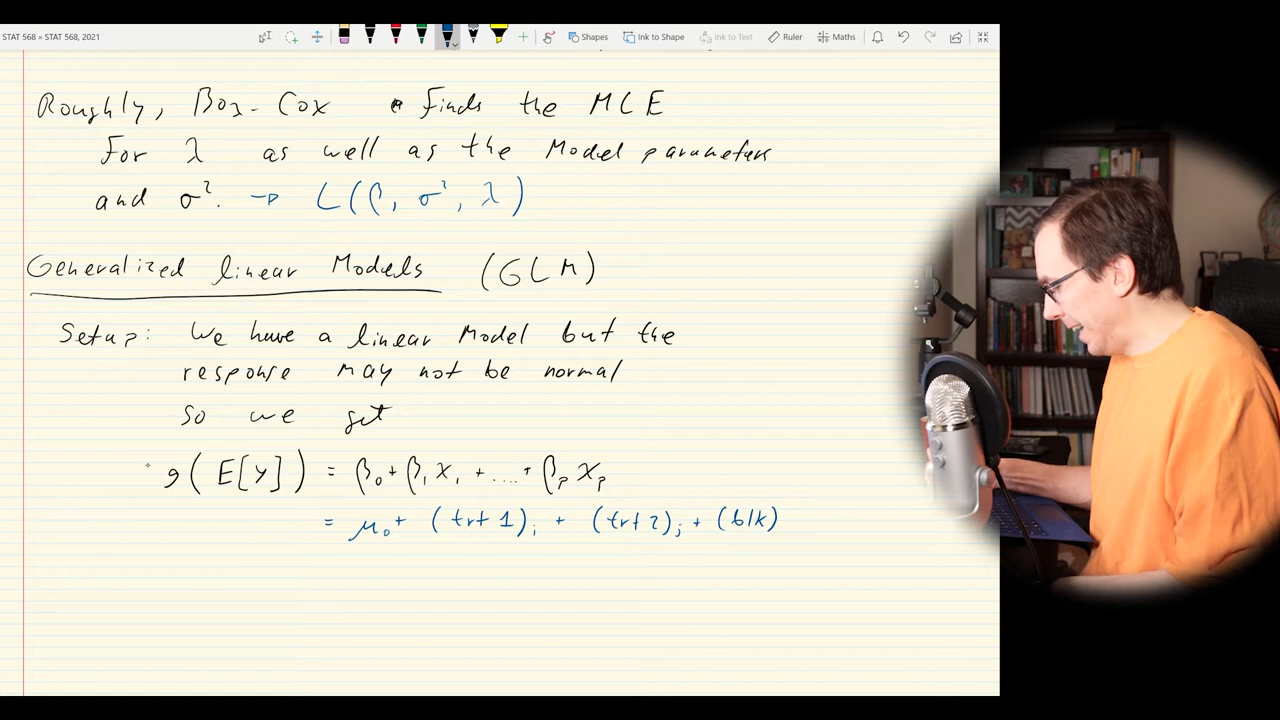 STAT 568 » STAT 568, 2021
Shapes Ink to Shape Ink to Text Ruler Maths
Roughly, Box-Cox finds the MLE
for λ as well as the Model parameters
and σ². → L(β, σ², λ)
Generalized linear Models (GLM)
Setup: We have a linear Model but the
response may not be normal
So we get
g(E[Y]) = β₀ + β₁X₁ + .... + βₚXₚ
= μ₀ + (trt 1)ᵢ + (trt 2)ⱼ + (blk)